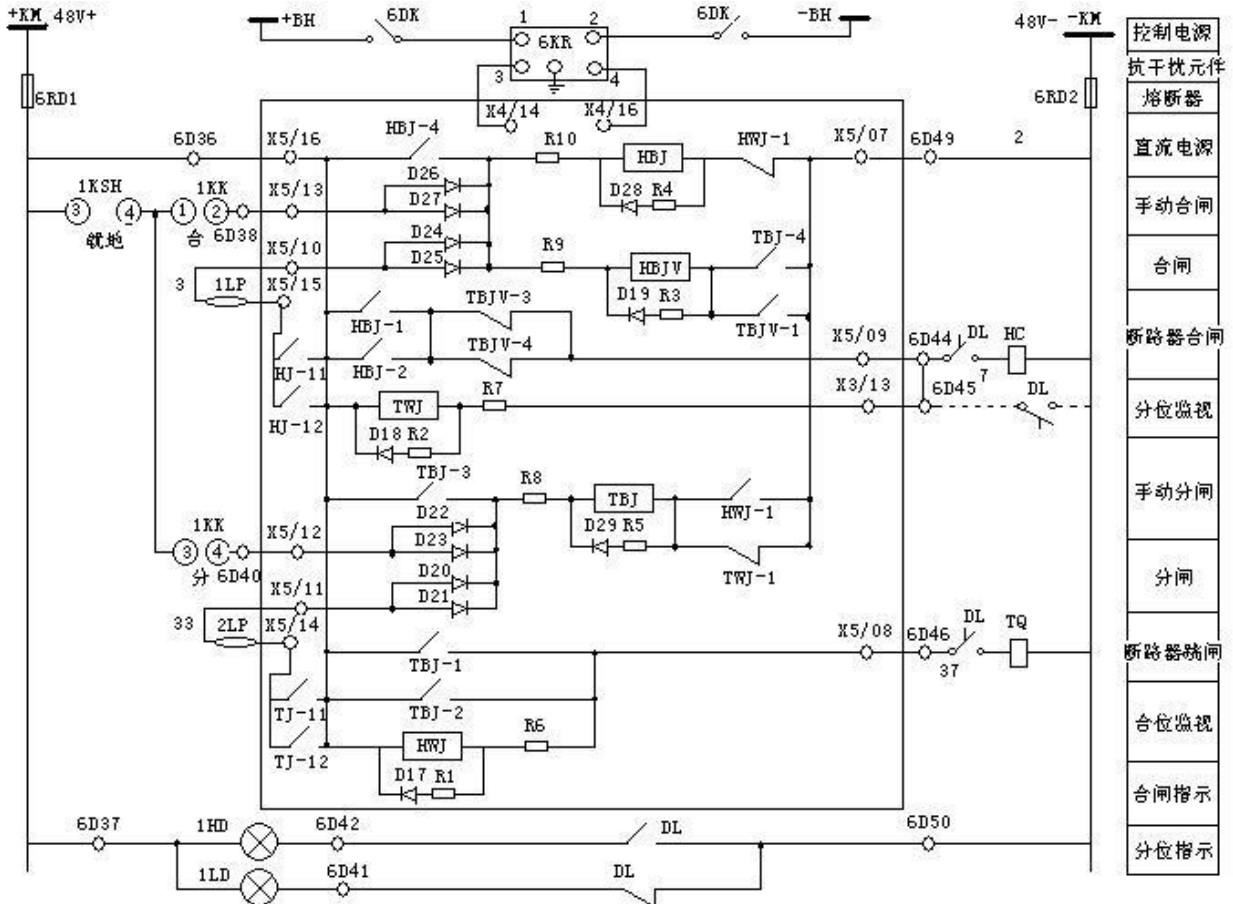 +KM 48V+
+BH
6DK
1 2
6KR
3 4
6DK
-BH
48V- -KM
控制电源
抗干扰元件
6RD1
6RD2
熔断器
X4/14
X4/16
6D36
X5/16
HBJ-4
R10
HBJ
HWJ-1
X5/07
6D49
2
直流电源
D26
D28 R4
1KSH
3 4
就地
1KK
1 2
合 6D38
X5/13
D27
手动合闸
X5/10
D24
D25
R9
HBJV
TBJ-4
合闸
3
1LP
X5/15
D19 R3
TBJV-1
HBJ-1
TBJV-3
HJ-11
HBJ-2
TBJV-4
X5/09
6D44
DL
7
HC
断路器合闸
HJ-12
TWJ
R7
X3/13
6D45
DL
分位监视
D18 R2
TBJ-3
R8
TBJ
HWJ-1
手动分闸
D22
D29 R5
1KK
3 4
分 6D40
X5/12
D23
TWJ-1
X5/11
D20
D21
分闸
33
2LP
X5/14
TBJ-1
X5/08
6D46
DL
37
TQ
断路器跳闸
TJ-11
TBJ-2
TJ-12
HWJ
R6
合位监视
D17 R1
合闸指示
6D37
1HD
6D42
DL
6D50
分位指示
1LD
6D41
DL